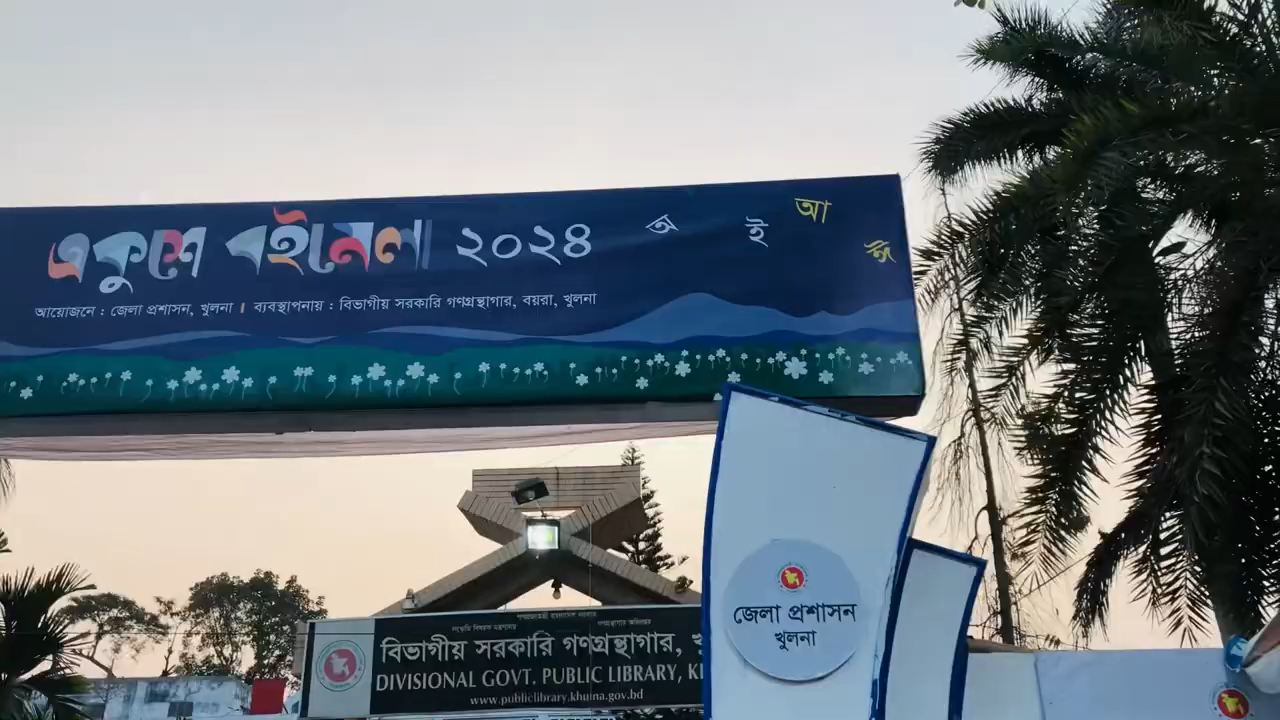 একুশে বইমেলা ২০২৪
অ ই আ ঈ
আয়োজনে : জেলা প্রশাসন, খুলনা । ব্যবস্থাপনায় : বিভাগীয় সরকারি গণগ্রন্থাগার, বয়রা, খুলনা
জেলা প্রশাসন
খুলনা
বিভাগীয় সরকারি গণগ্রন্থাগার,
DIVISIONAL GOVT. PUBLIC LIBRARY,
www.publiclibrary.khulna.gov.bd